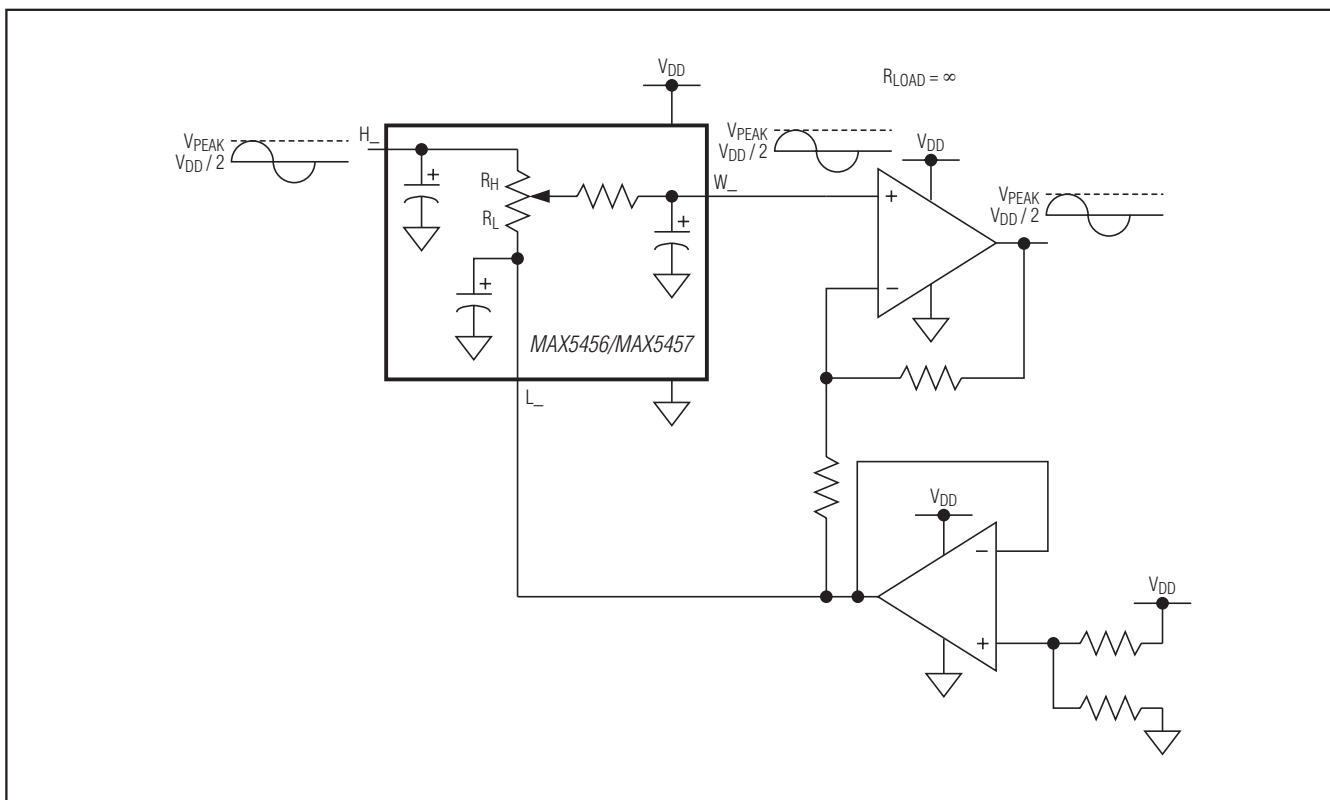 V_DD
R_LOAD = ∞
H_
V_PEAK
V_DD / 2
V_PEAK
V_DD / 2
V_DD
W_
R_H
R_L
+
+
+
+
−
V_PEAK
V_DD / 2
MAX5456/MAX5457
L_
V_DD
−
+
V_DD